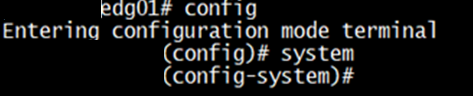 edg01# config
Entering configuration mode terminal
(config)# system
(config-system)#